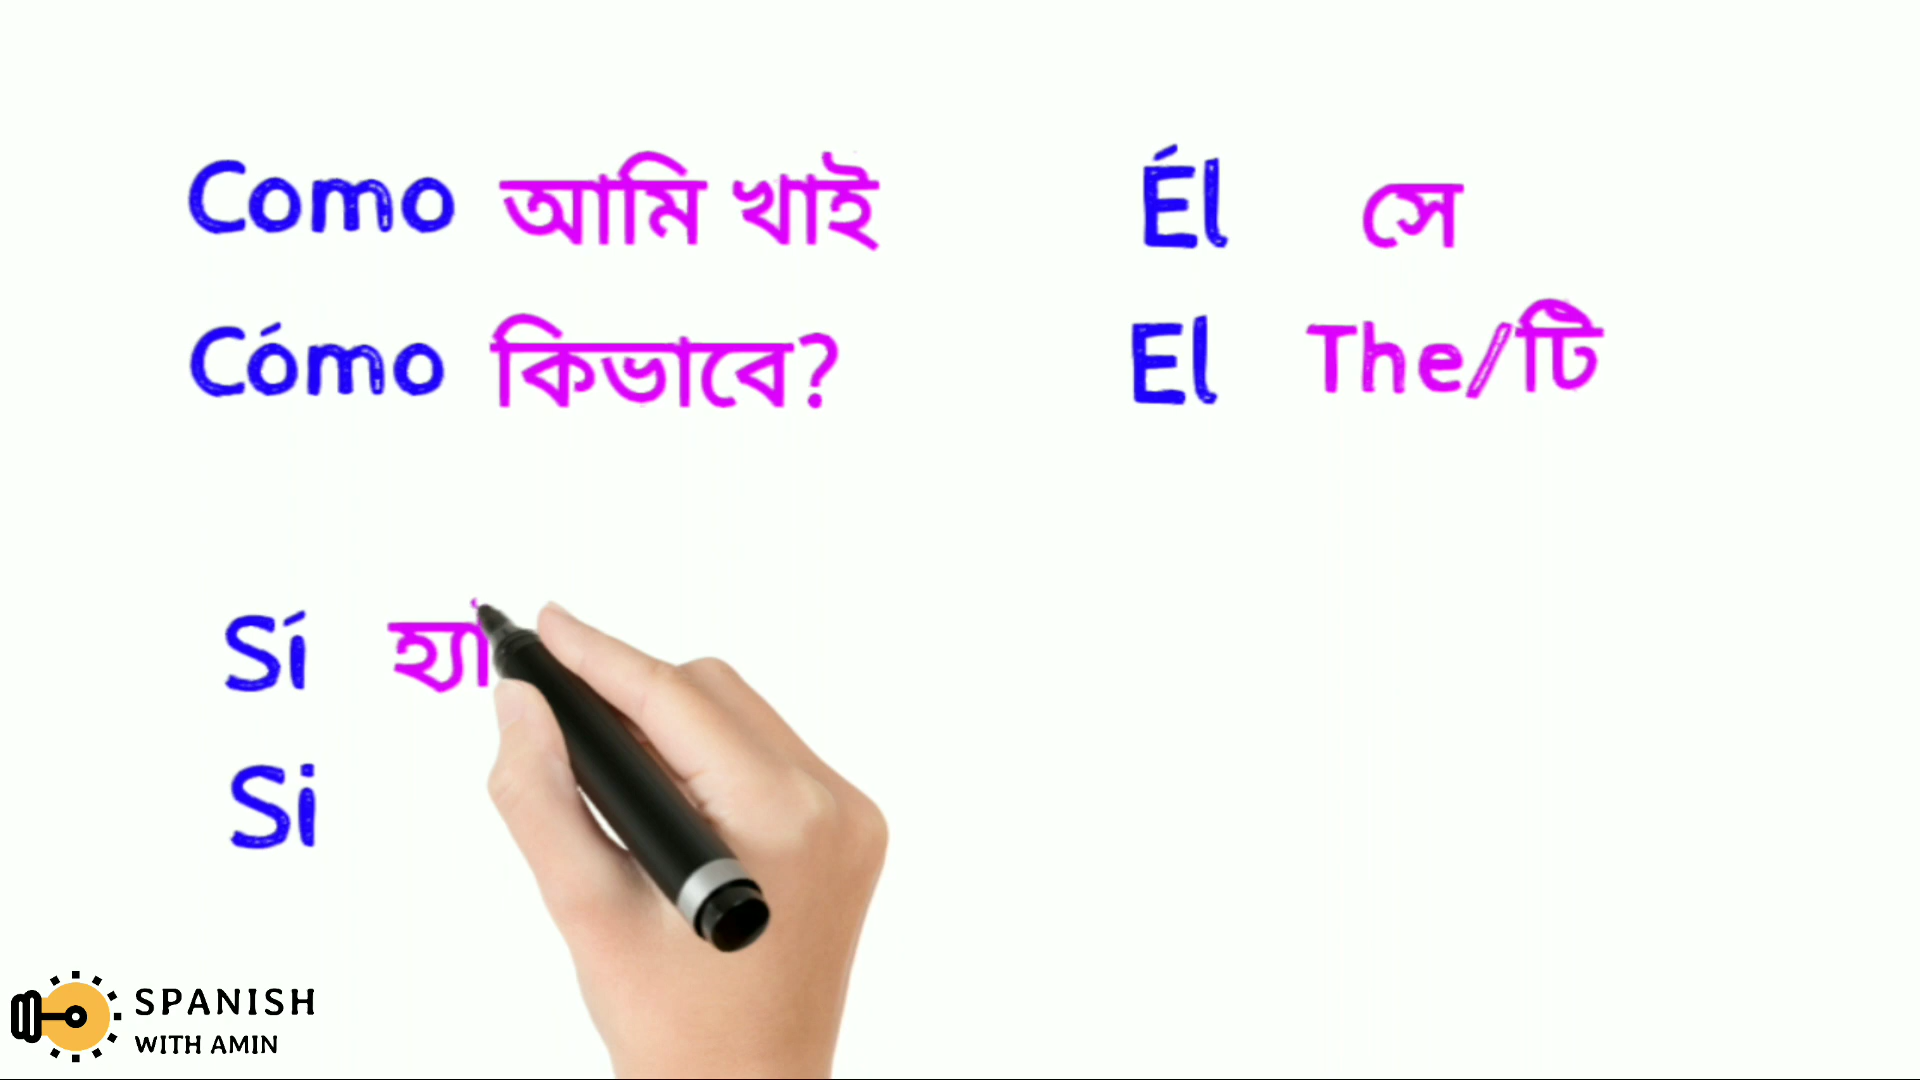 Como আমি খাই
Cómo কিভাবে?
Él সে
El The/টি
Sí হ্যা
Si
SPANISH
WITH AMIN